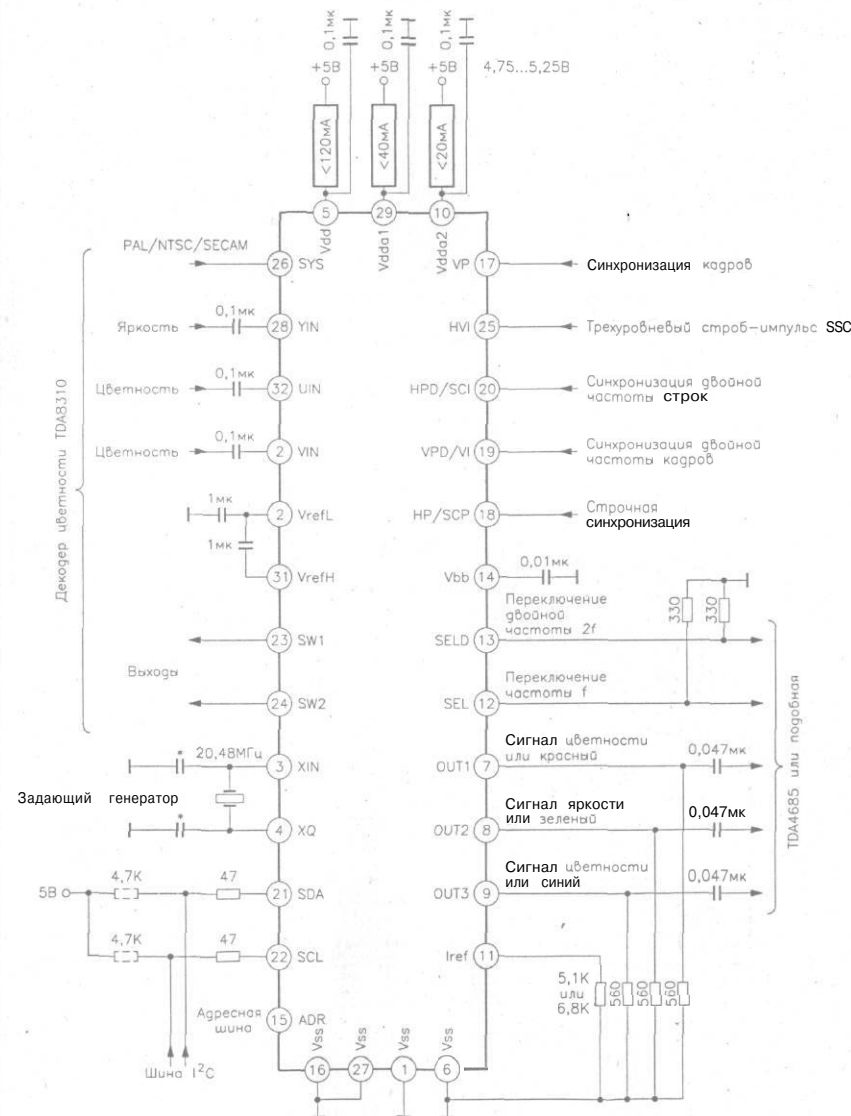 0,1мк 0,1мк 0,1мк
+5В +5В +5В 4,75...5,25В
<120мА <40мА <20мА
5 29 10
Vdd Vdda1 Vdda2
PAL/NTSC/SECAM
26 SYS
VP 17
Синхронизация кадров
0,1мк
Яркость
28 YIN
HVI 25
Трехуровневый строб-импульс SSC
0,1мк
Цветность
32 UIN
HPD/SCI 20
Синхронизация двойной
частоты строк
0,1мк
Цветность
2 VIN
VPD/VI 19
Синхронизация двойной
частоты кадров
Декодер цветности TDA8310
1мк
2 VrefL
HP/SCP 18
Строчная
синхронизация
1мк
31 VrefH
Vbb 14
0,01мк
23 SW1
Переключение
двойной
частоты 2f
SELD 13
330 330
Выходы
24 SW2
Переключение
частоты f
SEL 12
* 20,48МГц
3 XIN
Сигнал цветности
или красный
OUT1 7
0,047мк
TDA4685 или подобная
Задающий генератор
*
4 XQ
Сигнал яркости
или зеленый
OUT2 8
0,047мк
5В 4,7К 47
21 SDA
Сигнал цветности
или синий
OUT3 9
0,047мк
4,7К 47
22 SCL
Iref 11
5,1К
или
6,8К
560 560 560
Адресная
шина
15 ADR
Шина I²C
Vss Vss Vss Vss
16 27 1 6